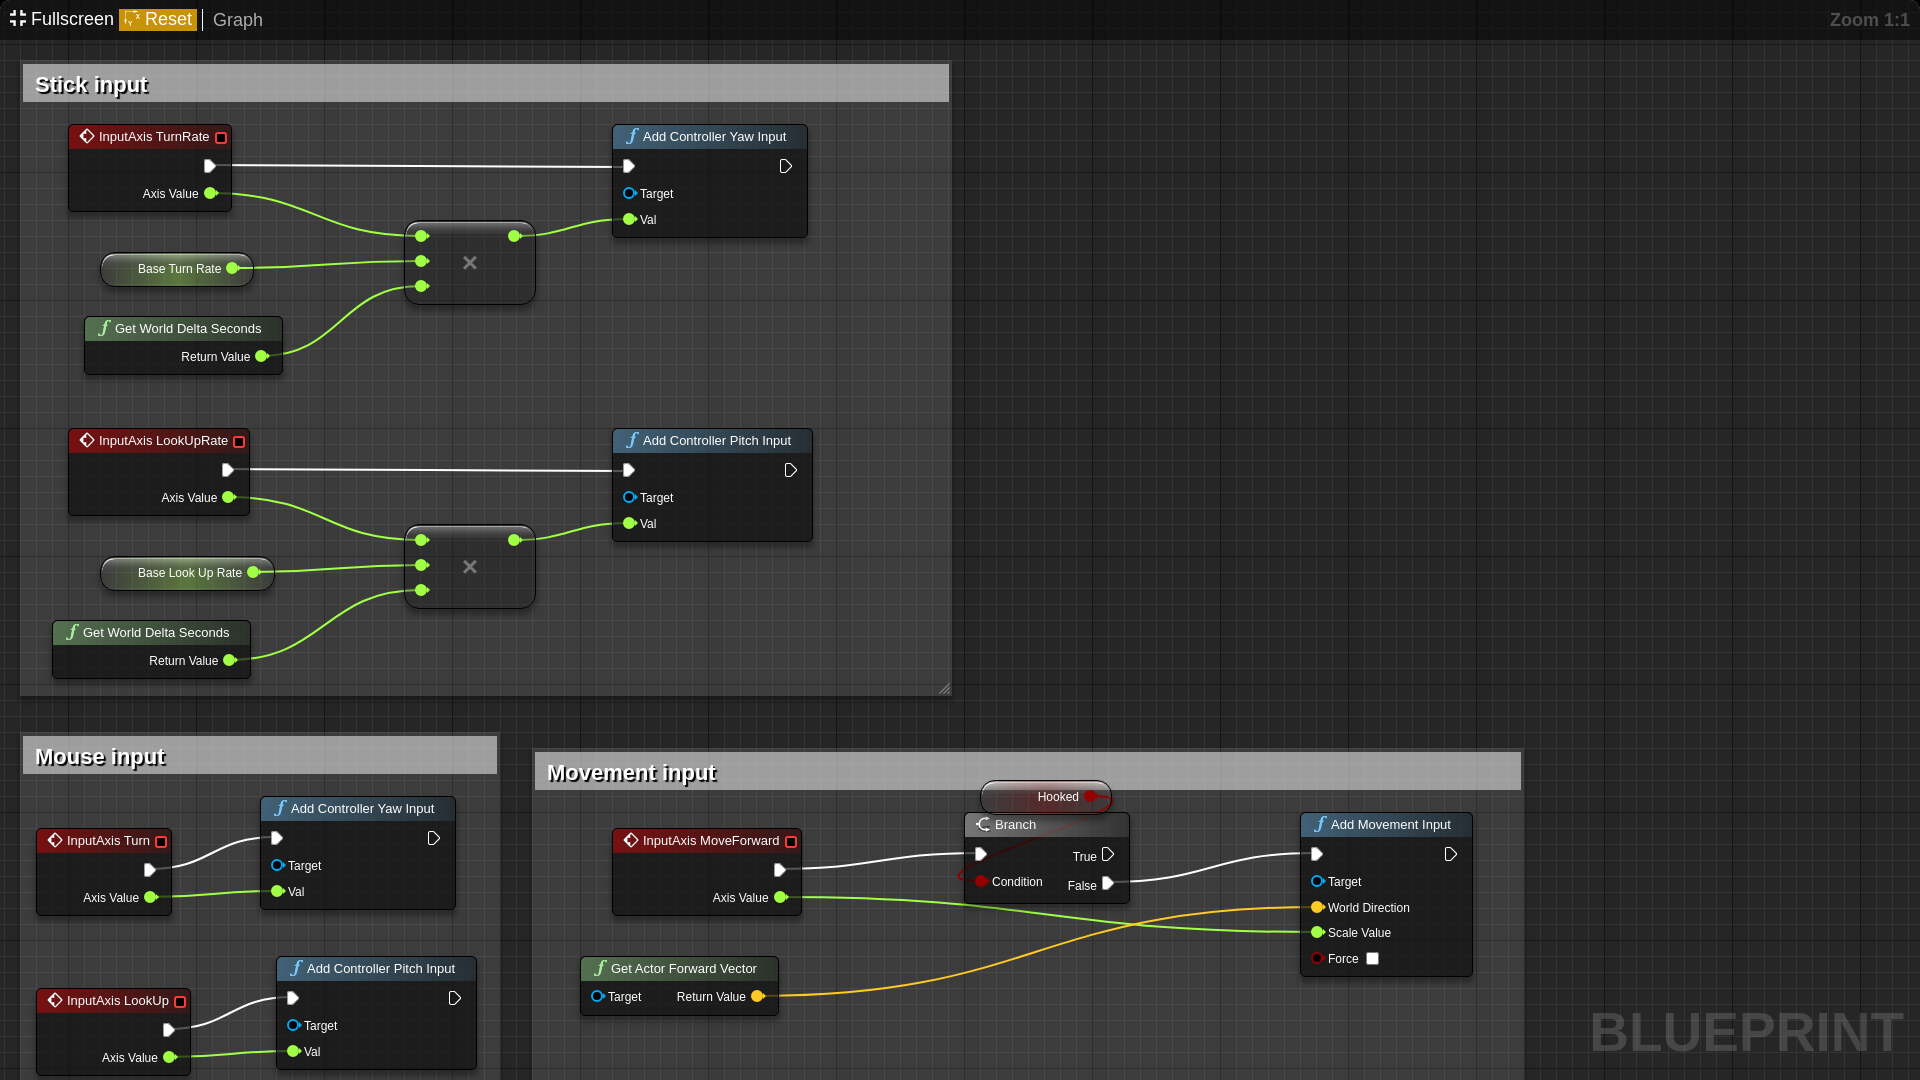 Fullscreen Reset Graph Zoom 1:1
Stick input
InputAxis TurnRate
Axis Value
Base Turn Rate
Get World Delta Seconds
Return Value
Add Controller Yaw Input
Target
Val
InputAxis LookUpRate
Axis Value
Base Look Up Rate
Get World Delta Seconds
Return Value
Add Controller Pitch Input
Target
Val
Mouse input
InputAxis Turn
Axis Value
Add Controller Yaw Input
Target
Val
InputAxis LookUp
Axis Value
Add Controller Pitch Input
Target
Val
Movement input
InputAxis MoveForward
Axis Value
Get Actor Forward Vector
Target Return Value
Hooked
Branch
True
Condition False
Add Movement Input
Target
World Direction
Scale Value
Force
BLUEPRINT